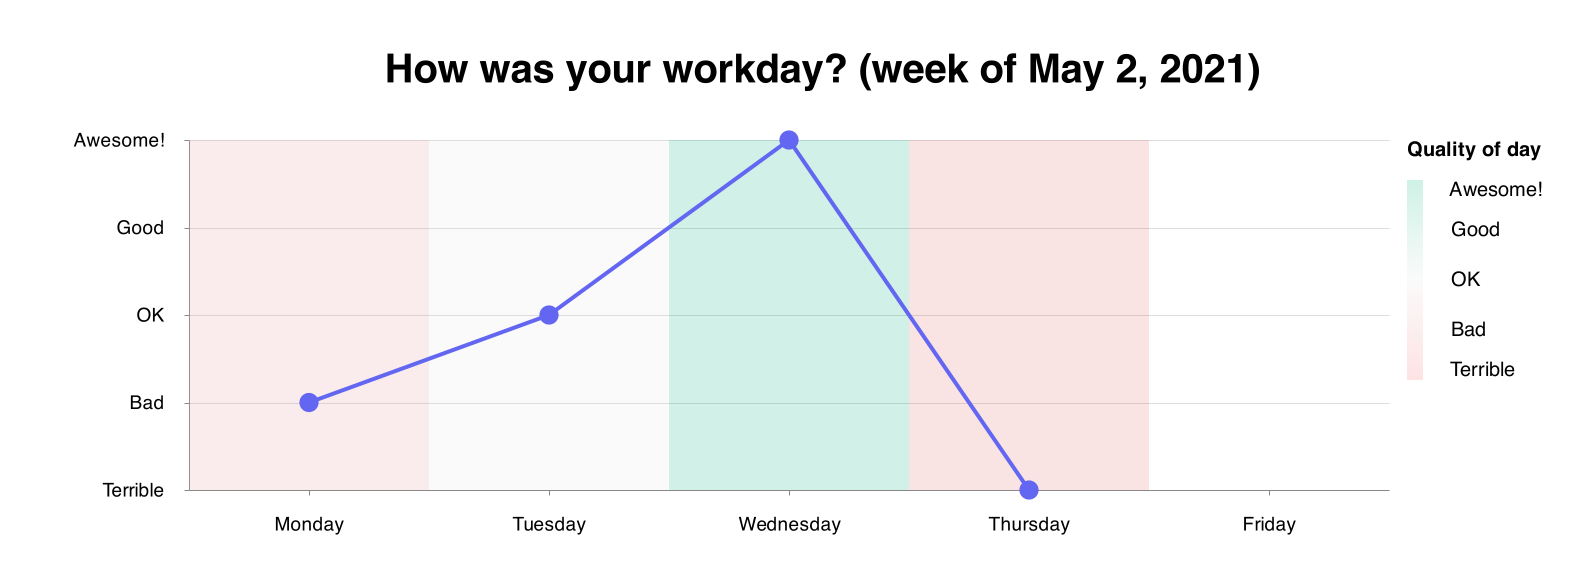 How was your workday? (week of May 2, 2021)
Awesome!
Good
OK
Bad
Terrible
Monday Tuesday Wednesday Thursday Friday
Quality of day
Awesome!
Good
OK
Bad
Terrible